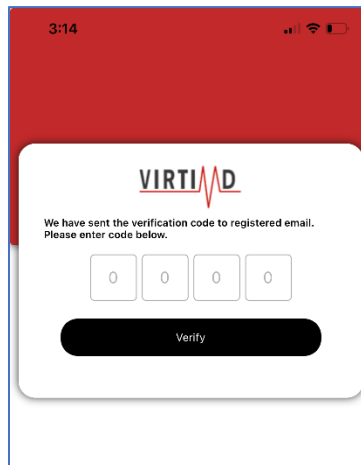 3:14
VIRTIMD
We have sent the verification code to registered email.
Please enter code below.
0 0 0 0
Verify